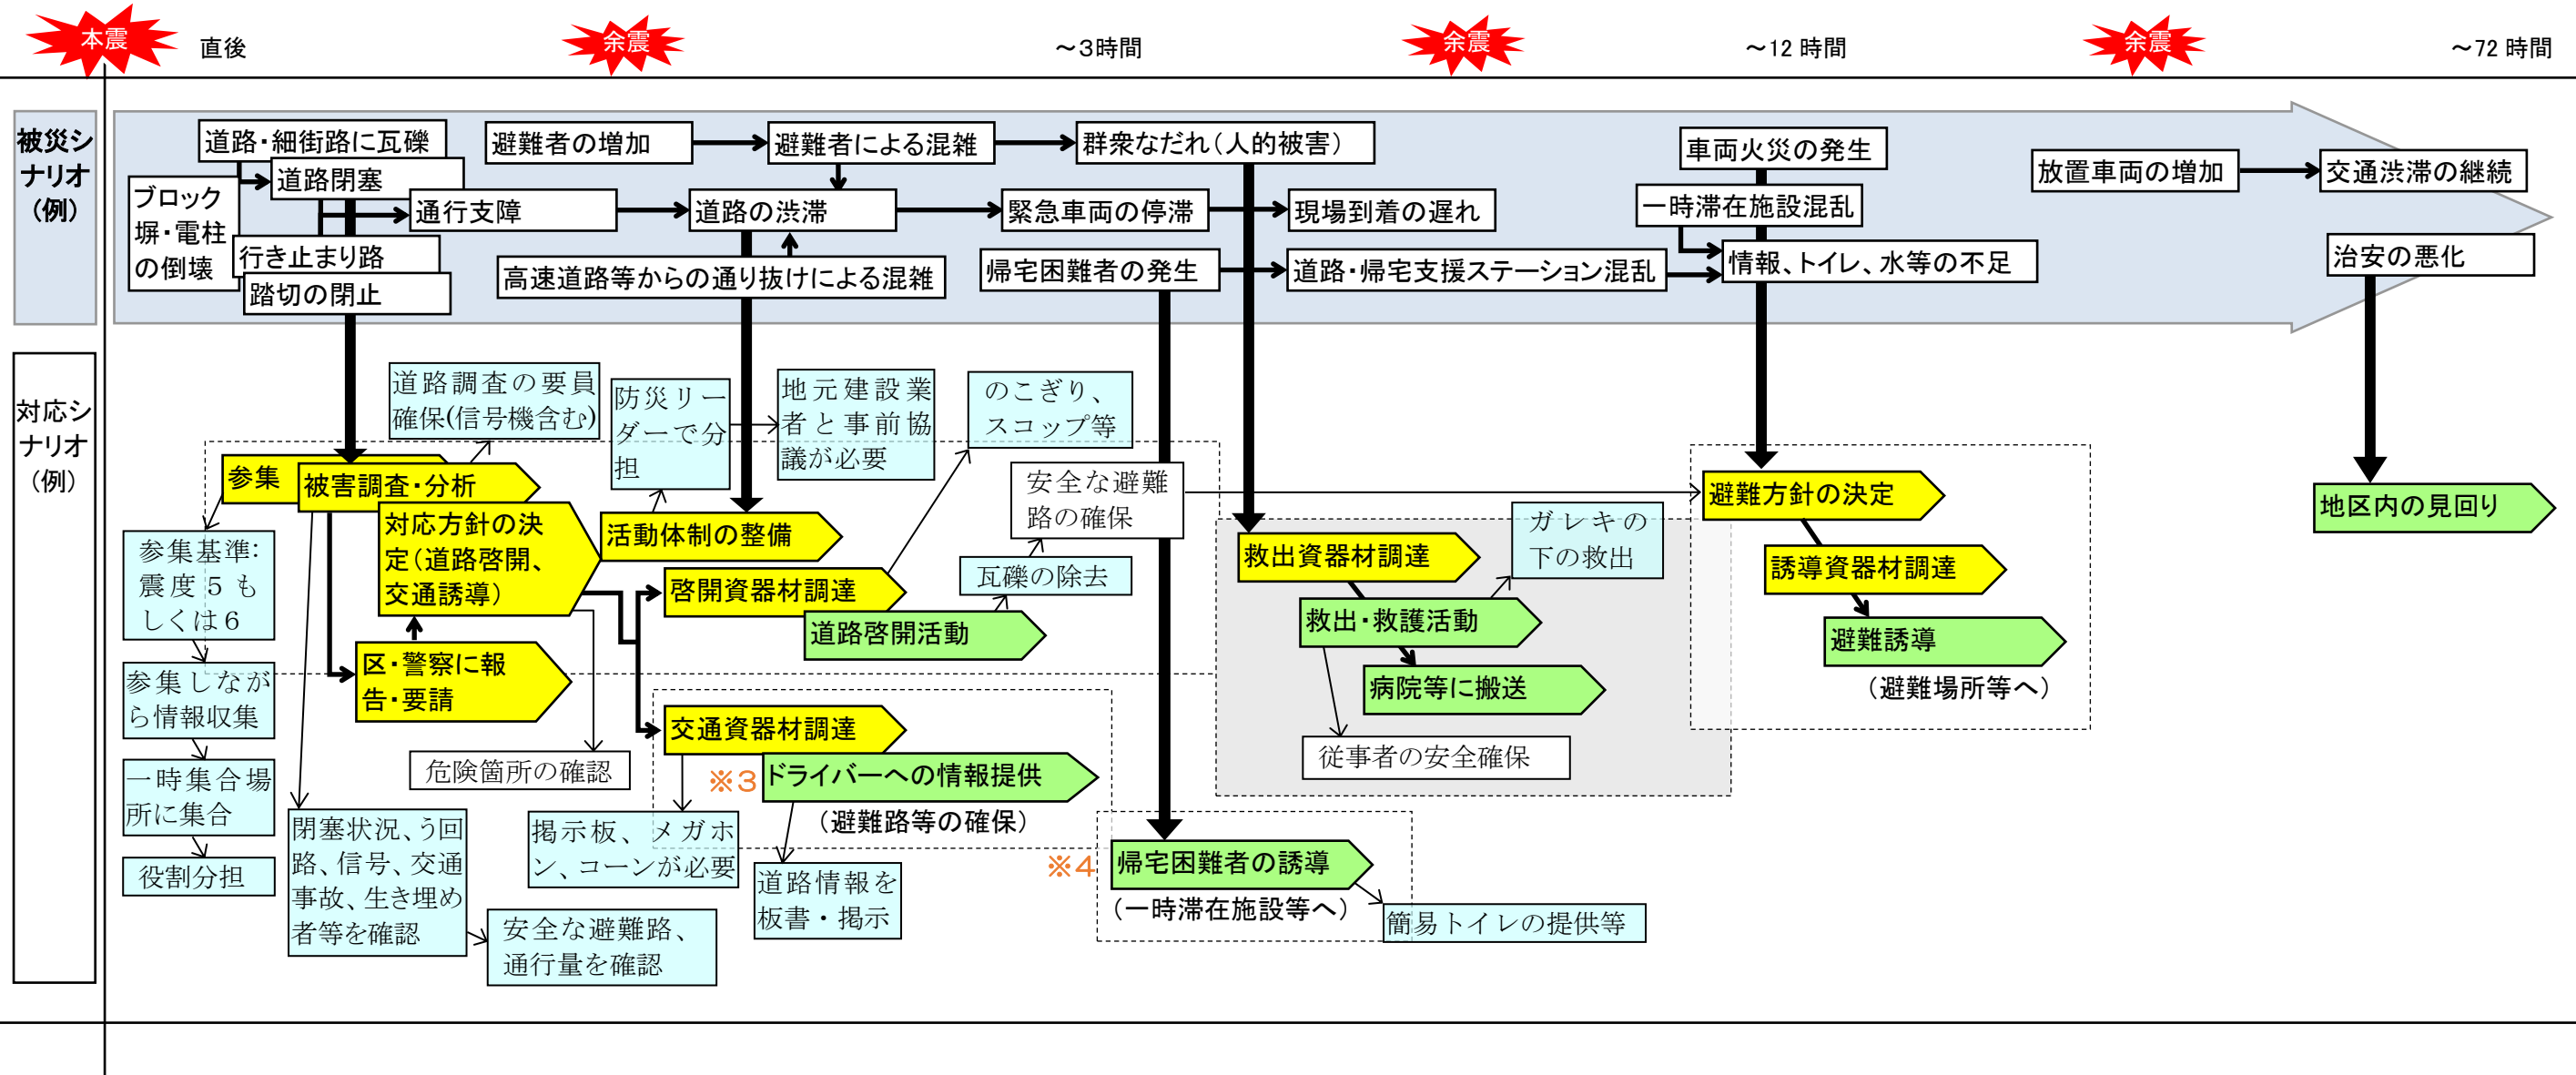 本震
直後
余震
～3時間
余震
～12 時間
余震
～72 時間
被災シ
ナリオ
（例）
道路・細街路に瓦礫
道路閉塞
ブロック
塀・電柱
の倒壊
通行支障
行き止まり路
踏切の閉止
避難者の増加
避難者による混雑
群衆なだれ（人的被害）
道路の渋滞
緊急車両の停滞
現場到着の遅れ
高速道路等からの通り抜けによる混雑
帰宅困難者の発生
道路・帰宅支援ステーション混乱
車両火災の発生
一時滞在施設混乱
情報、トイレ、水等の不足
放置車両の増加
交通渋滞の継続
治安の悪化
対応シ
ナリオ
（例）
道路調査の要員
確保(信号機含む)
防災リー
ダーで分
担
地元建設業
者と事前協
議が必要
のこぎり、
スコップ等
参集
被害調査・分析
対応方針の決
定（道路啓開、
交通誘導）
活動体制の整備
安全な避難
路の確保
避難方針の決定
地区内の見回り
参集基準：
震度５も
しくは６
啓開資器材調達
道路啓開活動
瓦礫の除去
救出資器材調達
ガレキの
下の救出
誘導資器材調達
救出・救護活動
避難誘導
（避難場所等へ）
区・警察に報
告・要請
参集しなが
ら情報収集
病院等に搬送
交通資器材調達
従事者の安全確保
危険箇所の確認
※３
ドライバーへの情報提供
（避難路等の確保）
一時集合場
所に集合
役割分担
閉塞状況、う回
路、信号、交通
事故、生き埋め
者等を確認
掲示板、メガホ
ン、コーンが必要
道路情報を
板書・掲示
※４
帰宅困難者の誘導
（一時滞在施設等へ）
簡易トイレの提供等
安全な避難路、
通行量を確認